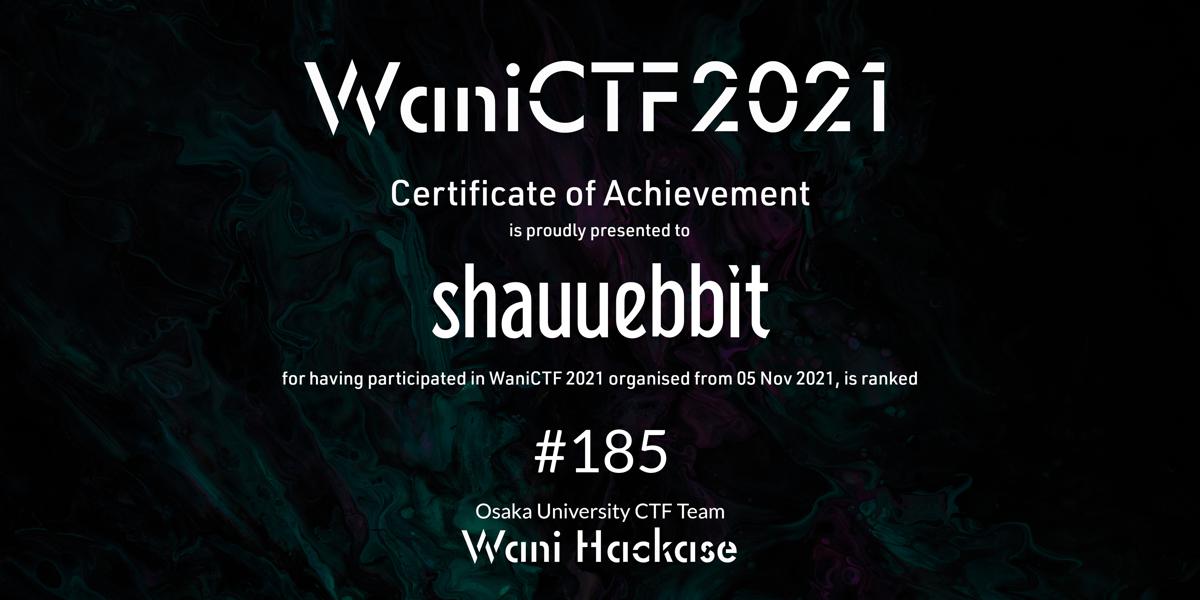 WaniCTF2021
Certificate of Achievement
is proudly presented to
shauuebbit
for having participated in WaniCTF 2021 organised from 05 Nov 2021, is ranked
#185
Osaka University CTF Team
Wani Hackase